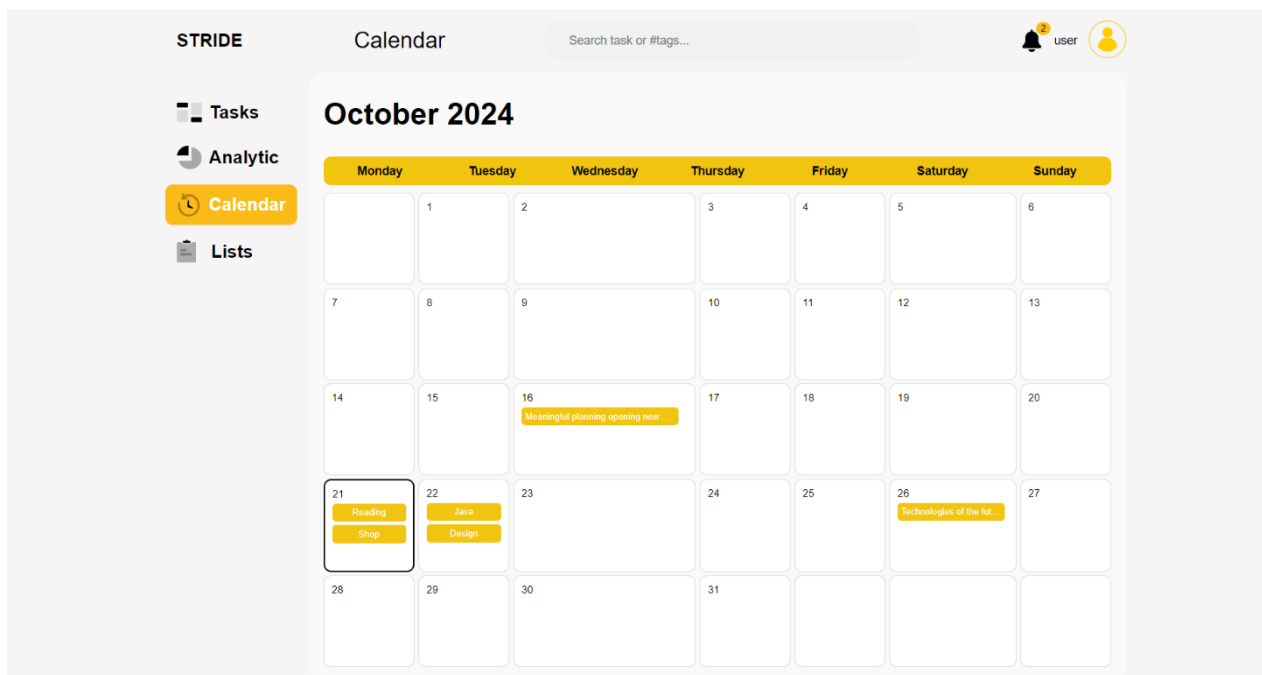 STRIDE
Calendar
Search task or #tags...
2
user
Tasks
Analytic
Calendar
Lists
October 2024
Monday Tuesday Wednesday Thursday Friday Saturday Sunday
1 2 3 4 5 6
7 8 9 10 11 12 13
14 15 16 17 18 19 20
Meaningful planning opening new ...
21 22 23 24 25 26 27
Reading Java Technologies of the fut...
Shop Design
28 29 30 31